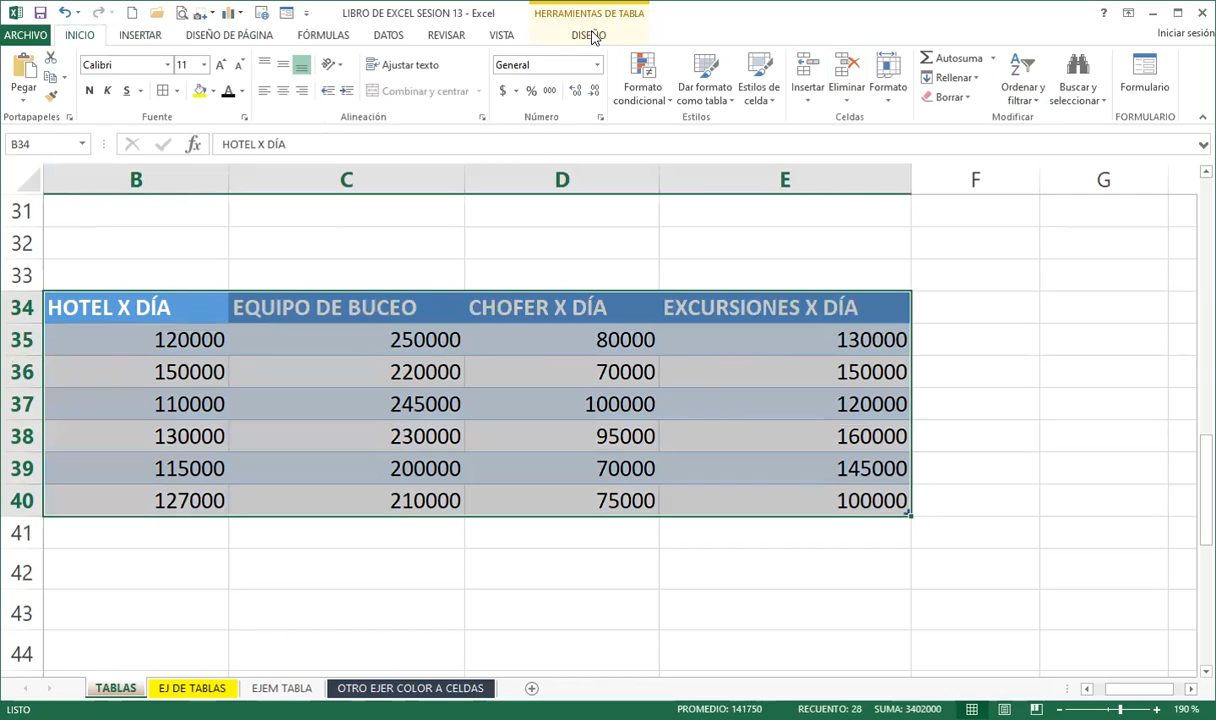 LIBRO DE EXCEL SESION 13 - Excel
HERRAMIENTAS DE TABLA
?
ARCHIVO INICIO INSERTAR DISEÑO DE PÁGINA FÓRMULAS DATOS REVISAR VISTA DISEÑO Iniciar sesión
Pegar
Calibri 11
N K S
Ajustar texto
Combinar y centrar
General
$ % 000
Formato condicional
Dar formato como tabla
Estilos de celda
Insertar Eliminar Formato
Autosuma
Rellenar
Borrar
Ordenar y filtrar
Buscar y seleccionar
Formulario
Portapapeles Fuente Alineación Número Estilos Celdas Modificar FORMULARIO
B34 fx HOTEL X DÍA
B C D E F G
31
32
33
34 HOTEL X DÍA EQUIPO DE BUCEO CHOFER X DÍA EXCURSIONES X DÍA
35 120000 250000 80000 130000
36 150000 220000 70000 150000
37 110000 245000 100000 120000
38 130000 230000 95000 160000
39 115000 200000 70000 145000
40 127000 210000 75000 100000
41
42
43
44
TABLAS EJ DE TABLAS EJEM TABLA OTRO EJER COLOR A CELDAS
LISTO PROMEDIO: 141750 RECUENTO: 28 SUMA: 3402000 190 %